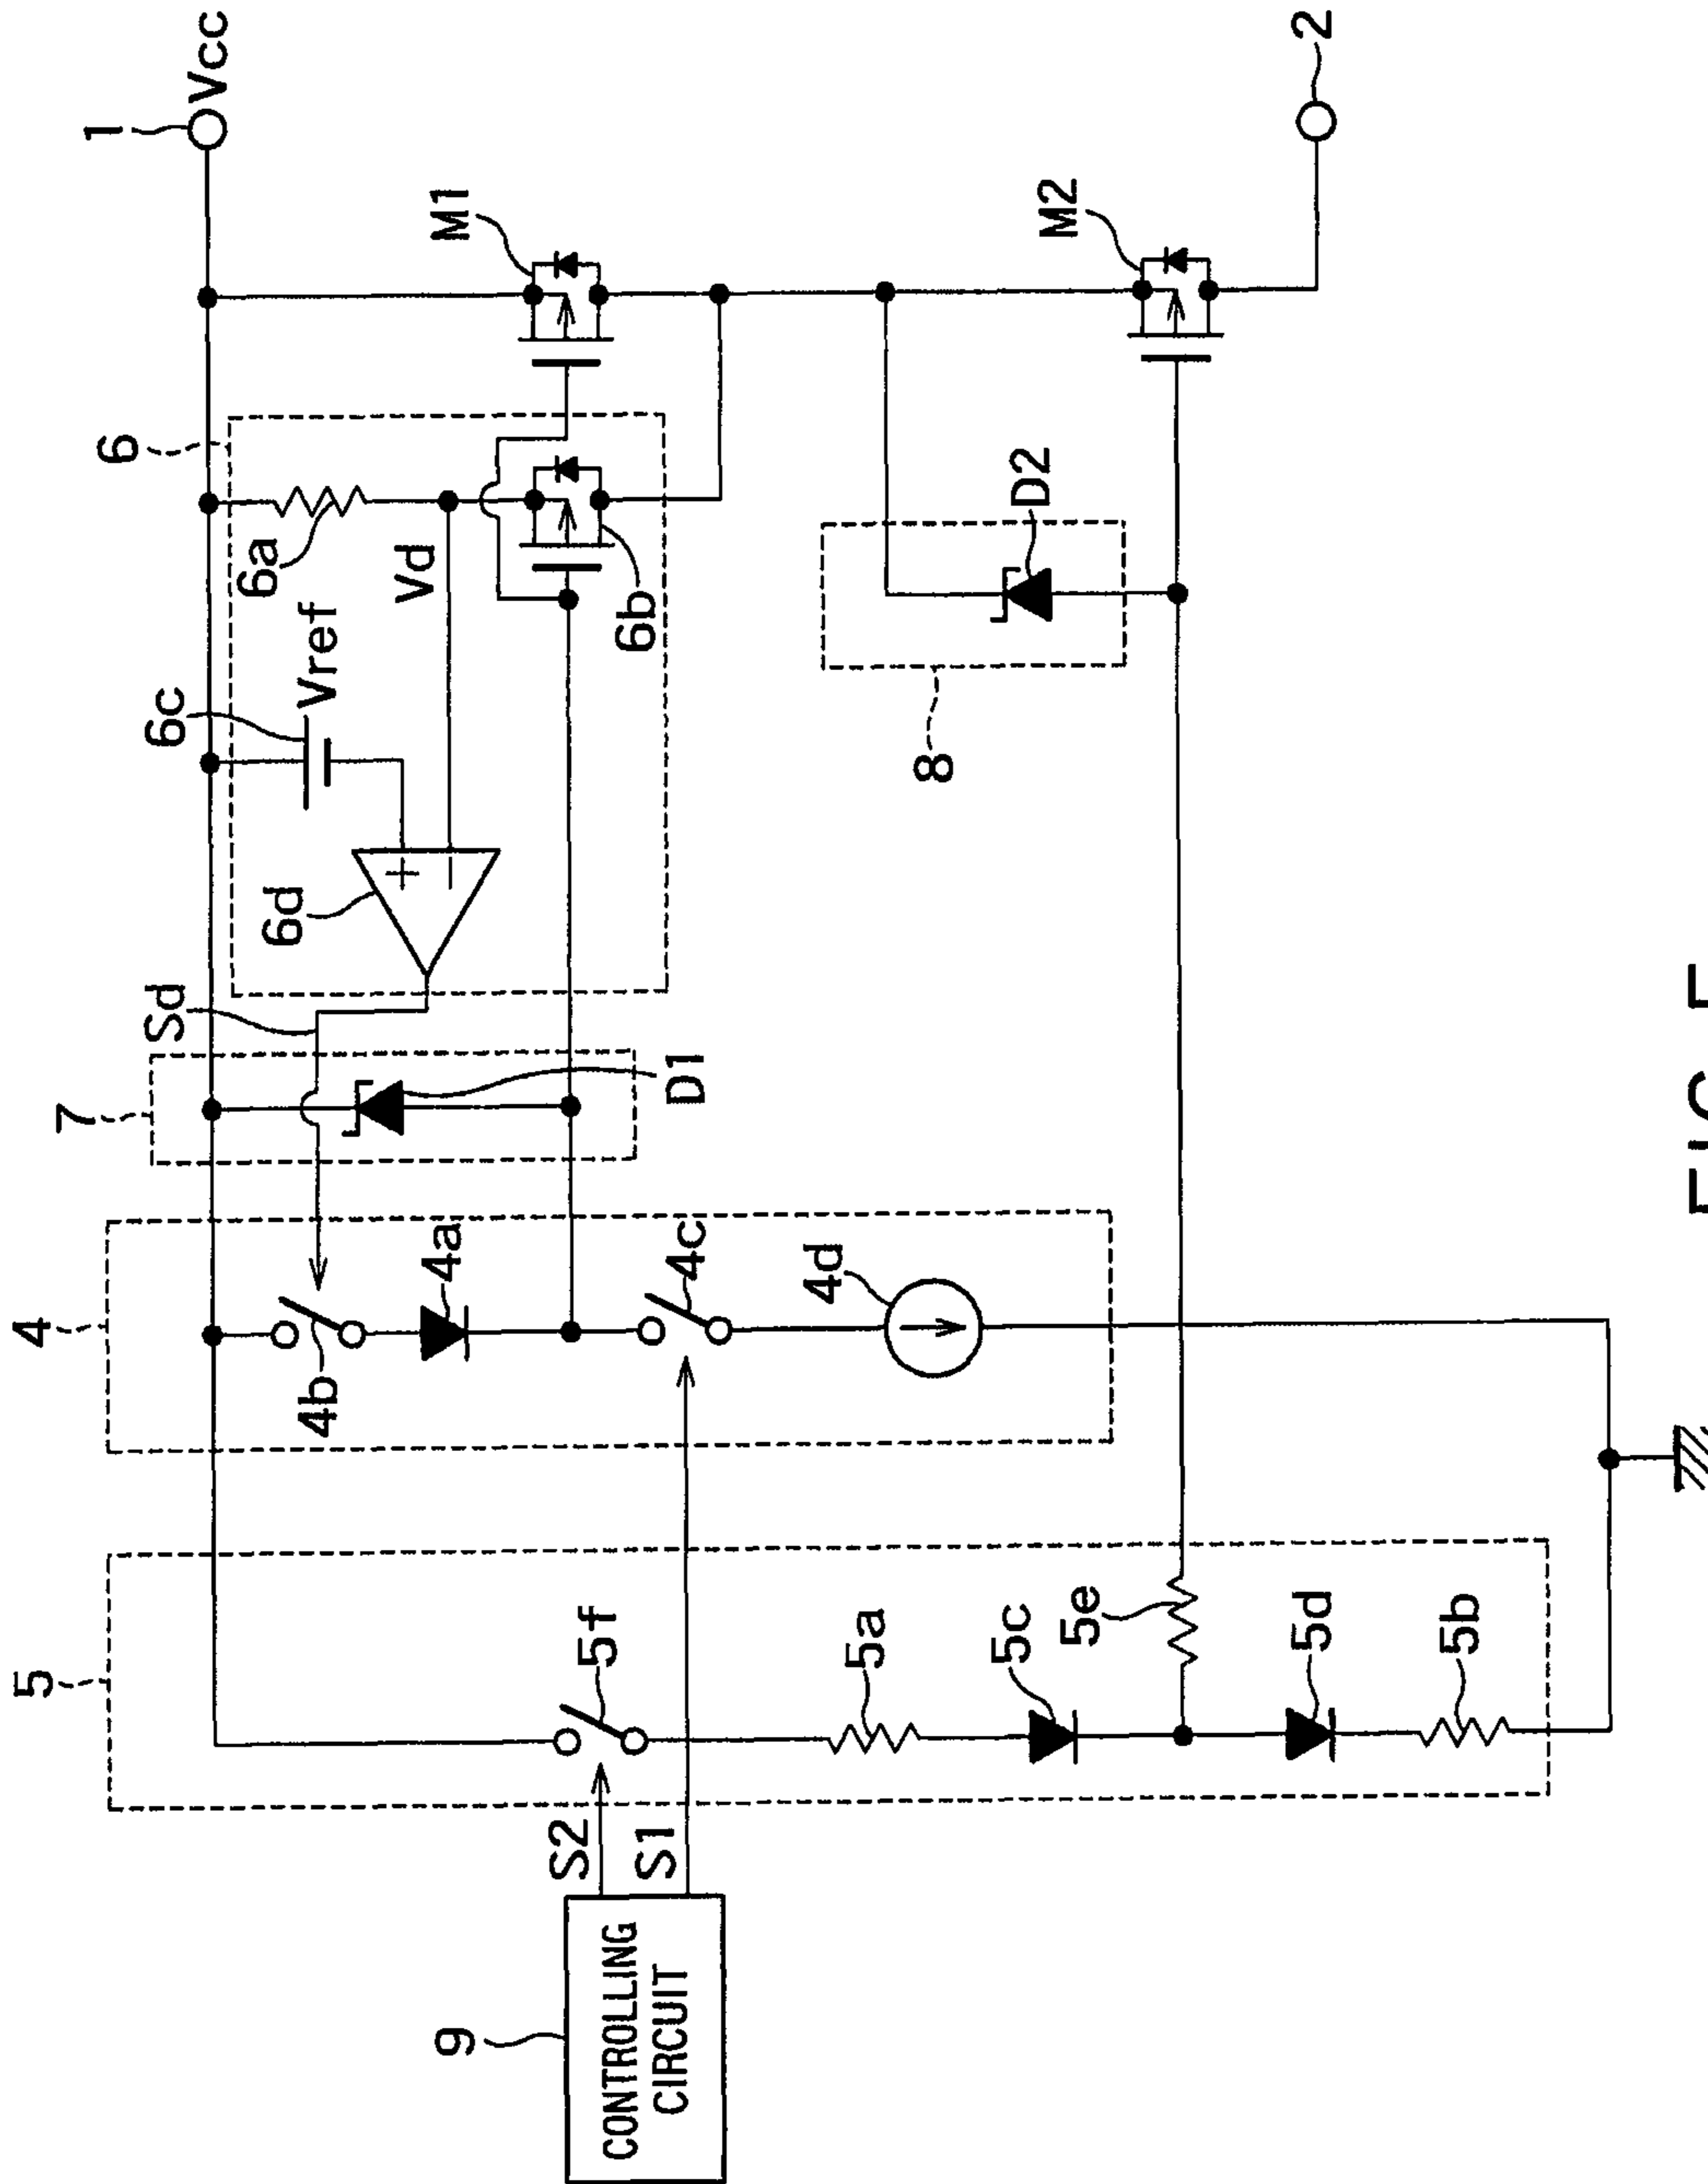 5
4
7
6
1
Sd
6c
Vcc
6a
6d
4b
Vref
Vd
4a
M1
9
S2
5f
CONTROLLING
CIRCUIT
S1
6b
4c
D1
4d
5a
8
5c
D2
M2
5e
5d
2
5b